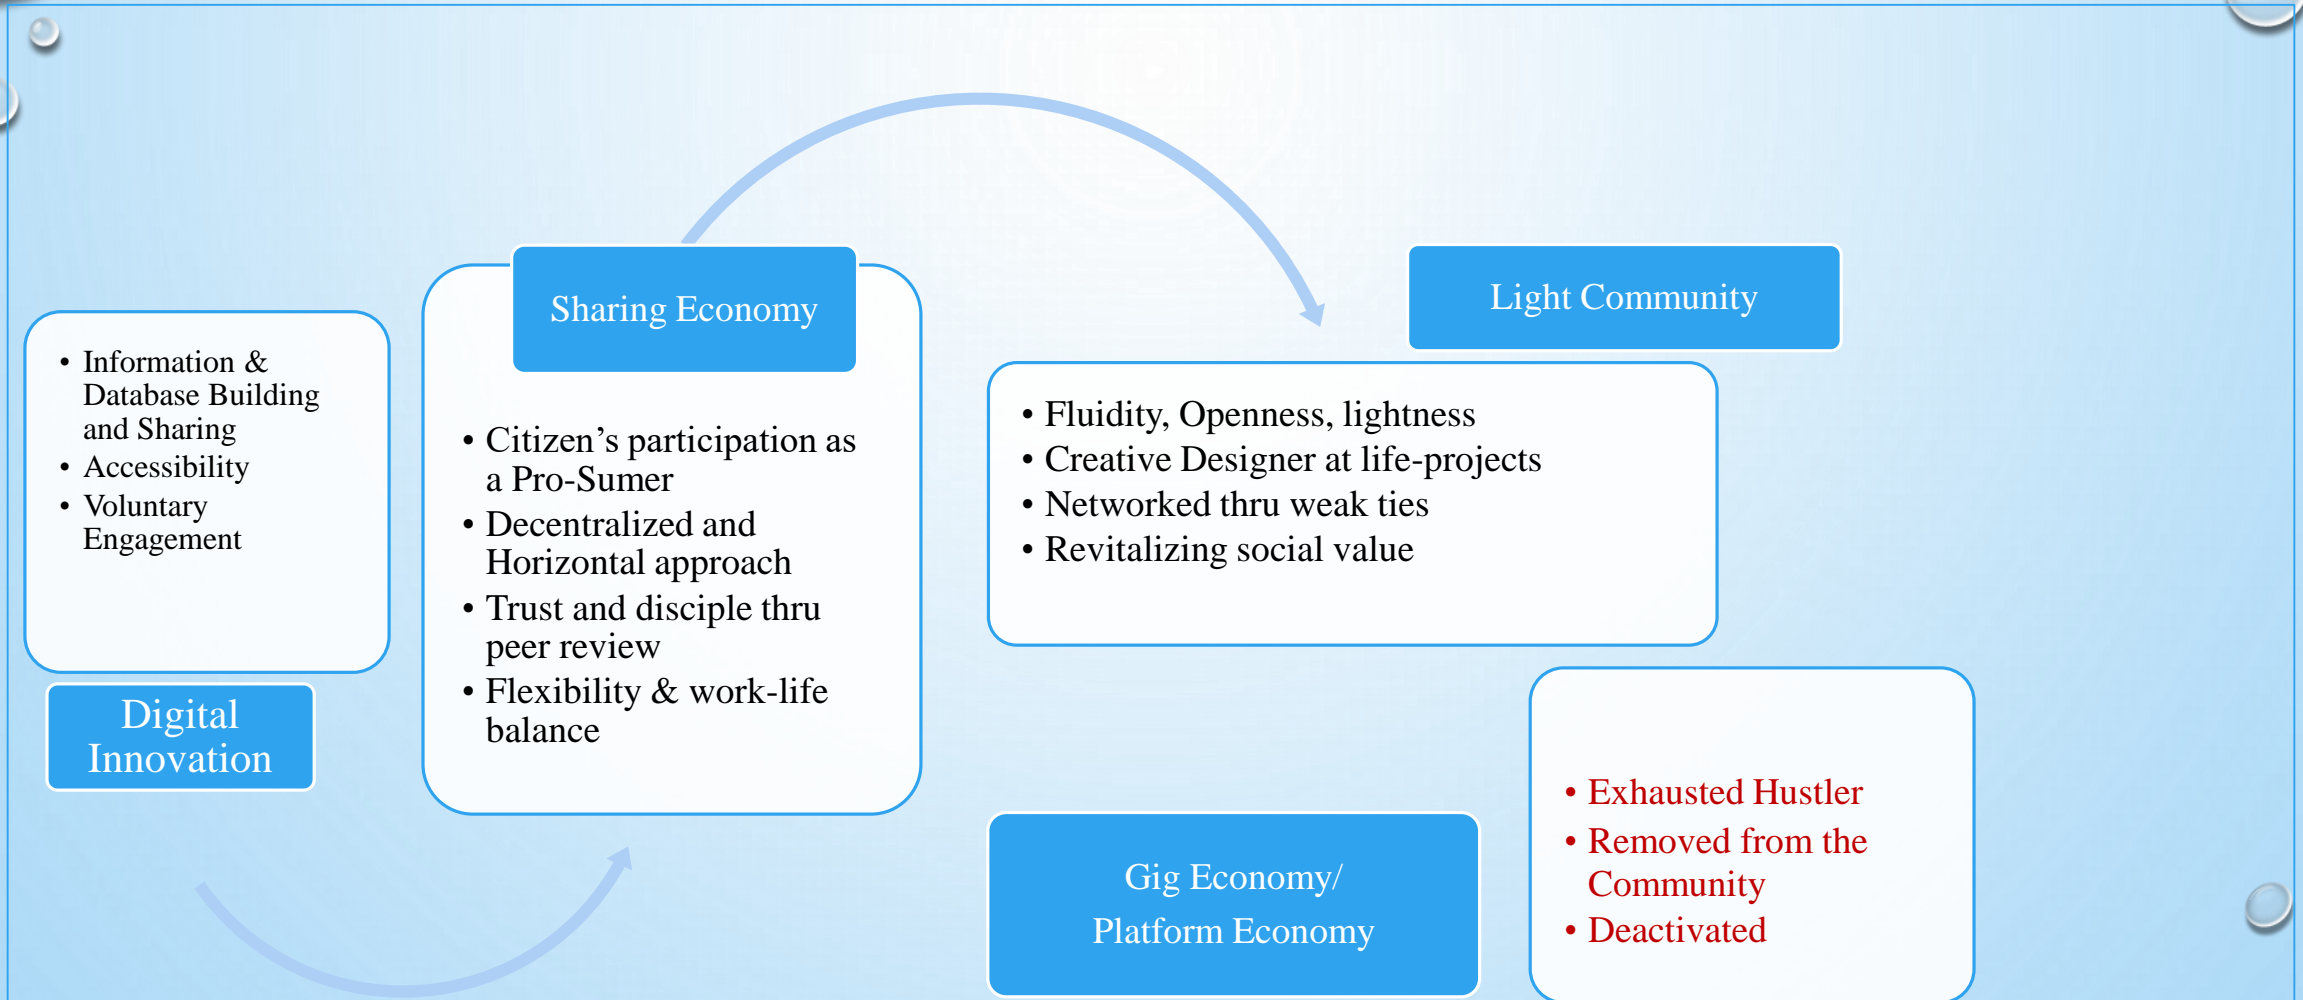 • Information &
Database Building
and Sharing
• Accessibility
• Voluntary
Engagement
Digital
Innovation
Sharing Economy
• Citizen’s participation as
a Pro-Sumer
• Decentralized and
Horizontal approach
• Trust and disciple thru
peer review
• Flexibility & work-life
balance
Light Community
• Fluidity, Openness, lightness
• Creative Designer at life-projects
• Networked thru weak ties
• Revitalizing social value
Gig Economy/
Platform Economy
• Exhausted Hustler
• Removed from the
Community
• Deactivated